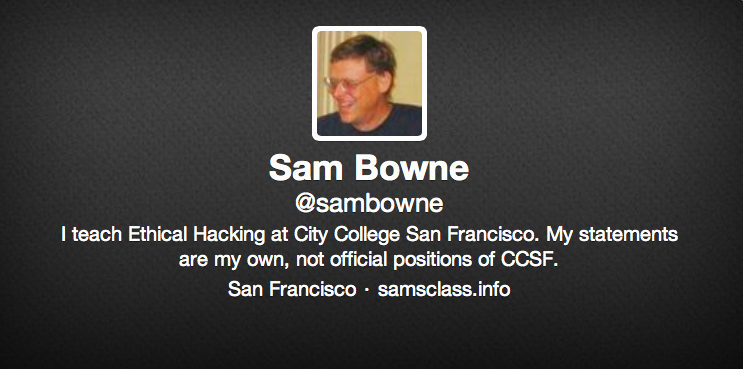 Sam Bowne
@sambowne
I teach Ethical Hacking at City College San Francisco. My statements
are my own, not official positions of CCSF.
San Francisco · samsclass.info